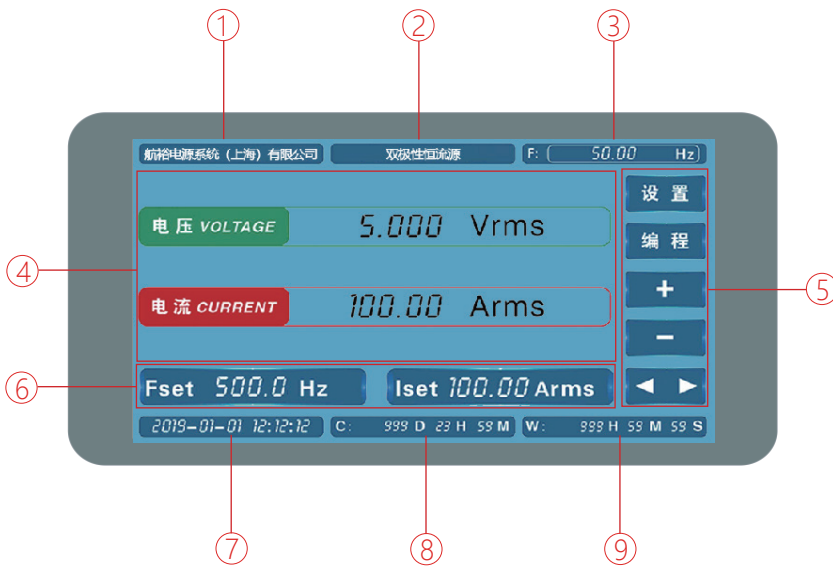 ① ② ③
航裕电源系统（上海）有限公司 双极性恒流源 F: 50.00 Hz
设 置
电 压 VOLTAGE 5.000 Vrms
编 程
④
+
⑤
电 流 CURRENT 100.00 Arms
−
⑥
Fset 500.0 Hz Iset 100.00 Arms ◀ ▶
2019-01-01 12:12:12 C: 999 D 23 H 59 M W: 999 H 59 M 59 S
⑦ ⑧ ⑨